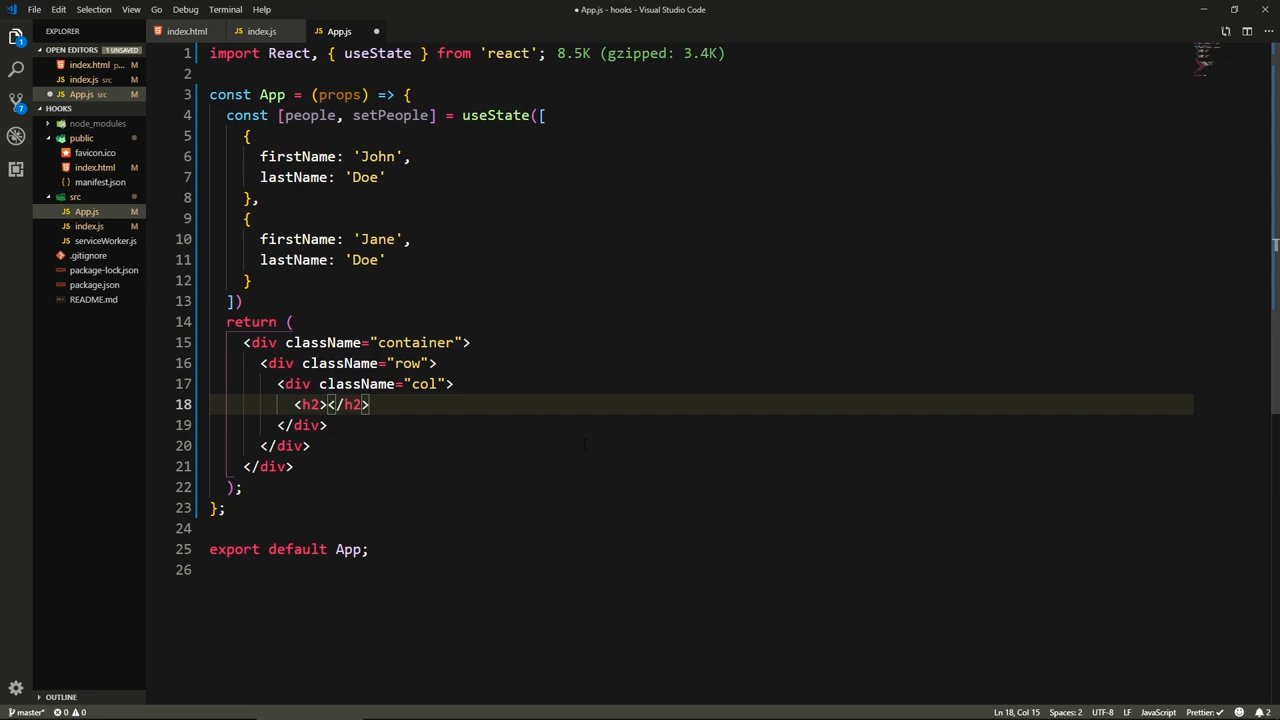 File Edit Selection View Go Debug Terminal Help
● App.js - hooks - Visual Studio Code
EXPLORER
OPEN EDITORS 1 UNSAVED
index.html p...
M
index.js src
M
App.js src
M
HOOKS
node_modules
public
favicon.ico
index.html
M
manifest.json
src
App.js
M
index.js
M
serviceWorker.js
.gitignore
package-lock.json
package.json
README.md
OUTLINE
1
7
index.html
index.js
App.js
1 import React, { useState } from 'react'; 8.5K (gzipped: 3.4K)
2
3 const App = (props) => {
4 const [people, setPeople] = useState([
5 {
6 firstName: 'John',
7 lastName: 'Doe'
8 },
9 {
10 firstName: 'Jane',
11 lastName: 'Doe'
12 }
13 ])
14 return (
15 <div className="container">
16 <div className="row">
17 <div className="col">
18 <h2></h2>
19 </div>
20 </div>
21 </div>
22 );
23 };
24
25 export default App;
26
master* 0 0
Ln 18, Col 15 Spaces: 2 UTF-8 LF JavaScript Prettier: ✓ 2